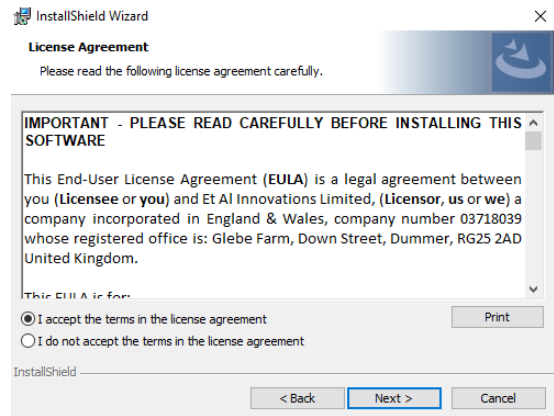 InstallShield Wizard
License Agreement
Please read the following license agreement carefully.
IMPORTANT - PLEASE READ CAREFULLY BEFORE INSTALLING THIS
SOFTWARE
This End-User License Agreement (EULA) is a legal agreement between
you (Licensee or you) and Et Al Innovations Limited, (Licensor, us or we) a
company incorporated in England & Wales, company number 03718039
whose registered office is: Glebe Farm, Down Street, Dummer, RG25 2AD
United Kingdom.
This EULA is for:
I accept the terms in the license agreement
Print
I do not accept the terms in the license agreement
InstallShield
< Back
Next >
Cancel